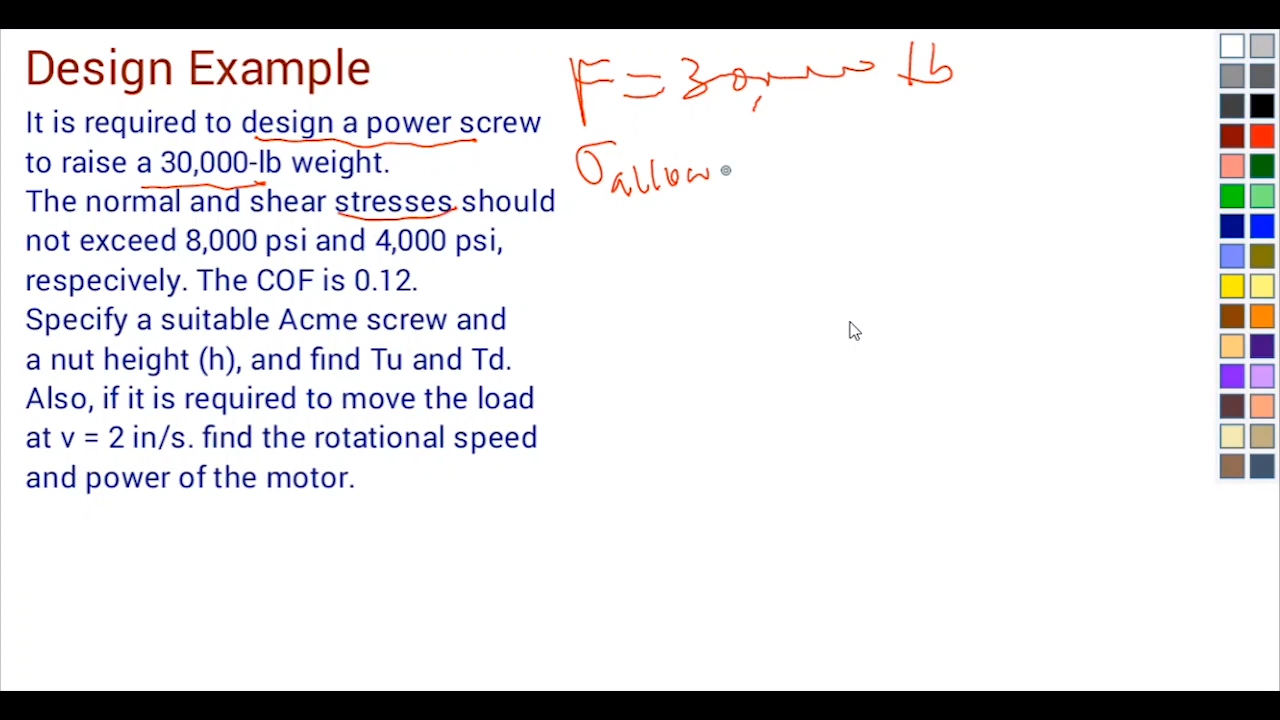 Design Example
It is required to design a power screw
to raise a 30,000-lb weight.
The normal and shear stresses should
not exceed 8,000 psi and 4,000 psi,
respecively. The COF is 0.12.
Specify a suitable Acme screw and
a nut height (h), and find Tu and Td.
Also, if it is required to move the load
at v = 2 in/s. find the rotational speed
and power of the motor.
F = 30,000 lb
σallow